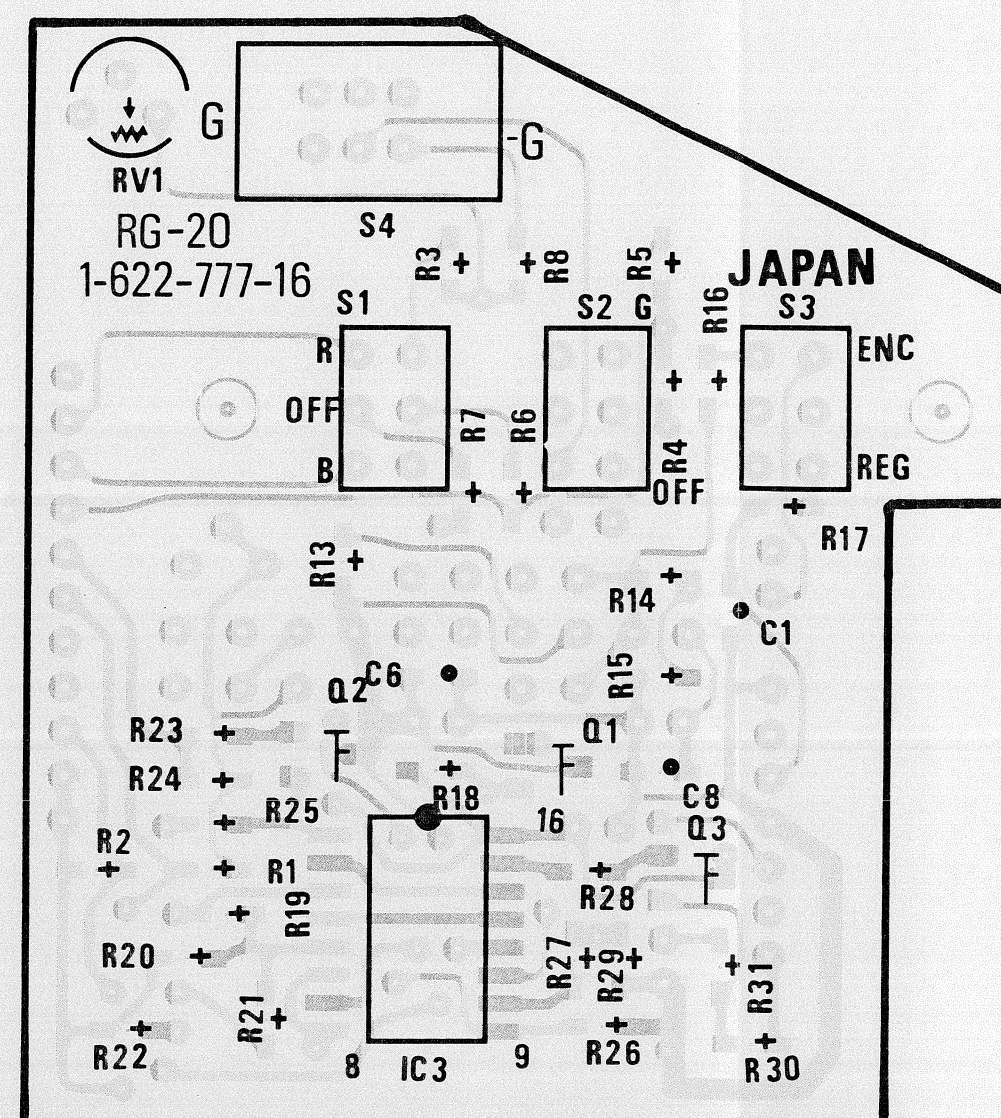 G
-G
RV1
RG-20
S4
1-622-777-16
R3
R8
R5
JAPAN
S1
S2 G
R16
S3
R
ENC
OFF
R7
R6
R4
B
REG
OFF
R17
R13
R14
C1
C6
R15
Q2
R23
Q1
R24
R18
C8
R25
16
Q3
R2
R1
R28
R19
R20
R27
R29
R31
R21
R22
8
IC3
9
R26
R30